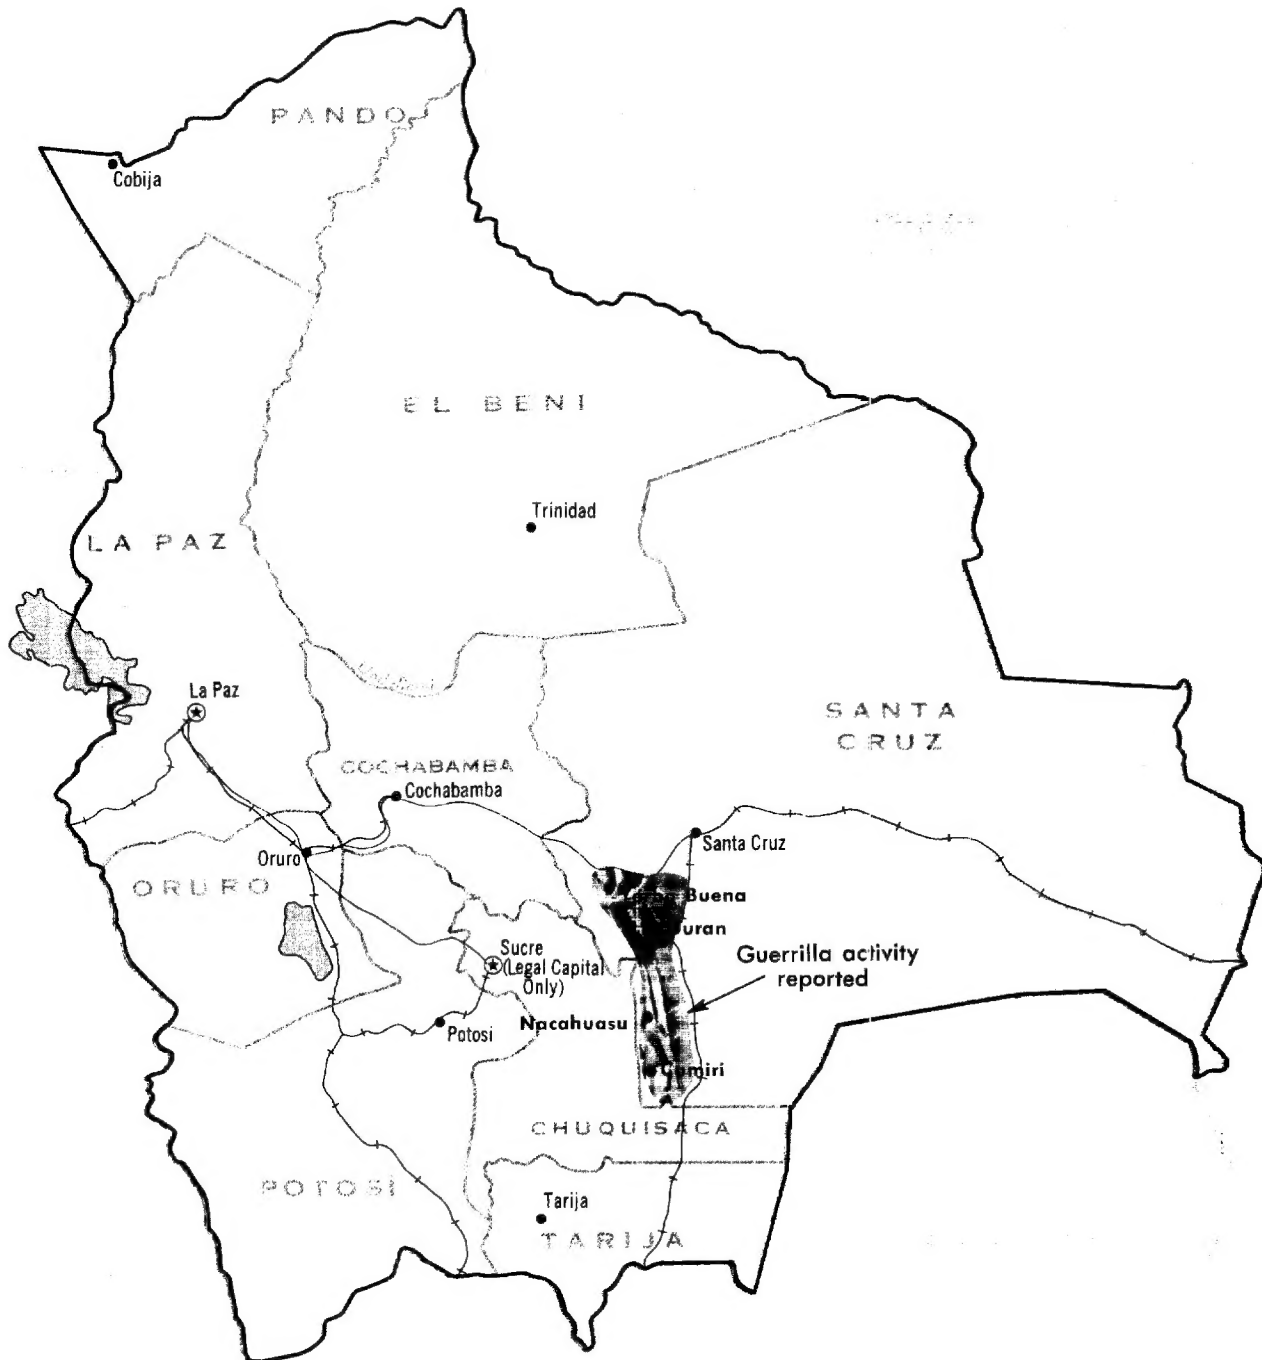 PANDO
Cobija
EL BENI
Trinidad
LA PAZ
La Paz
SANTA
CRUZ
COCHABAMBA
Cochabamba
Santa Cruz
Oruro
ORURO
Buena
Sucre
(Legal Capital
Only)
Guerrilla activity
reported
Nacahuasu
Potosi
Camiri
CHUQUISACA
POTOSI
Tarija
TARIJA